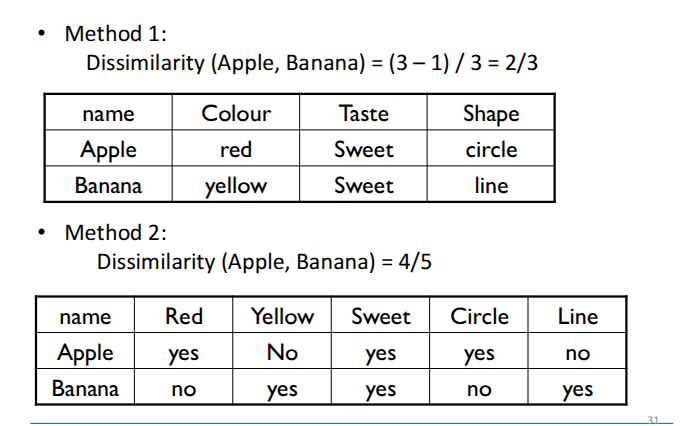 • Method 1:
Dissimilarity (Apple, Banana) = (3 – 1) / 3 = 2/3
name Colour Taste Shape
Apple red Sweet circle
Banana yellow Sweet line
• Method 2:
Dissimilarity (Apple, Banana) = 4/5
name Red Yellow Sweet Circle Line
Apple yes No yes yes no
Banana no yes yes no yes
31